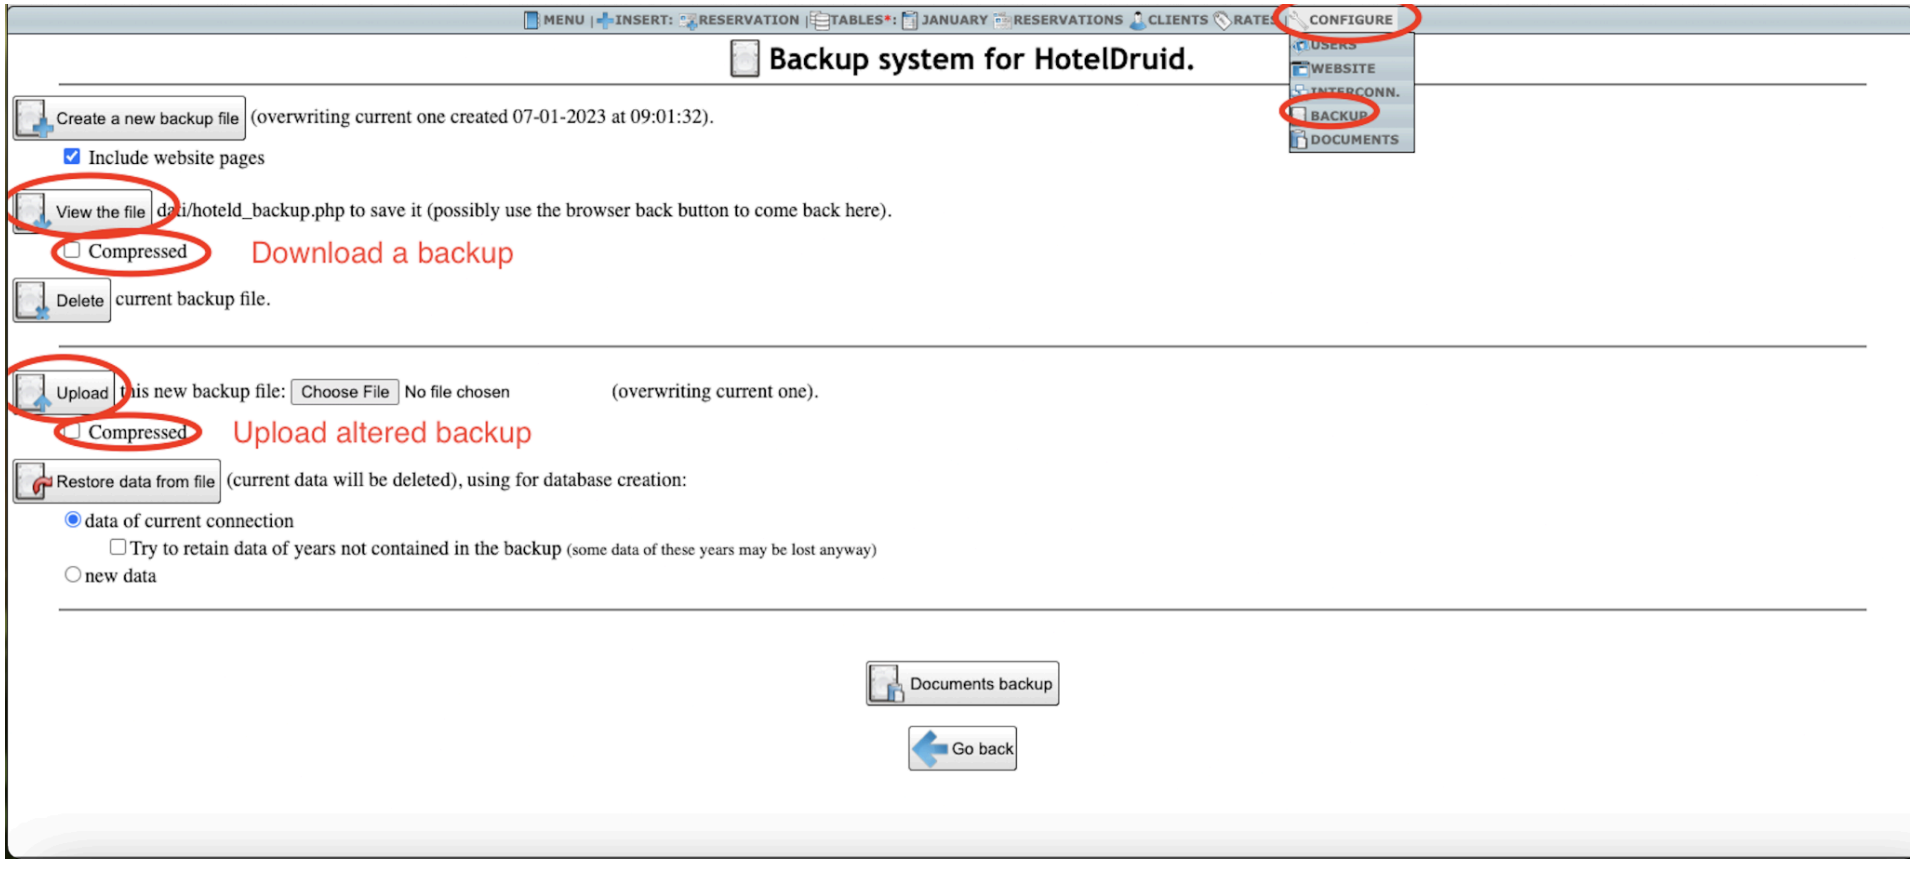 MENU | INSERT: RESERVATION | TABLES*: JANUARY RESERVATIONS CLIENTS RATES | CONFIGURE
USERS
Backup system for HotelDruid.
WEBSITE
INTERCONN.
Create a new backup file (overwriting current one created 07-01-2023 at 09:01:32).
BACKUP
DOCUMENTS
Include website pages
View the file dati/hoteld_backup.php to save it (possibly use the browser back button to come back here).
Compressed Download a backup
Delete current backup file.
Upload this new backup file: Choose File No file chosen (overwriting current one).
Compressed Upload altered backup
Restore data from file (current data will be deleted), using for database creation:
data of current connection
Try to retain data of years not contained in the backup (some data of these years may be lost anyway)
new data
Documents backup
Go back